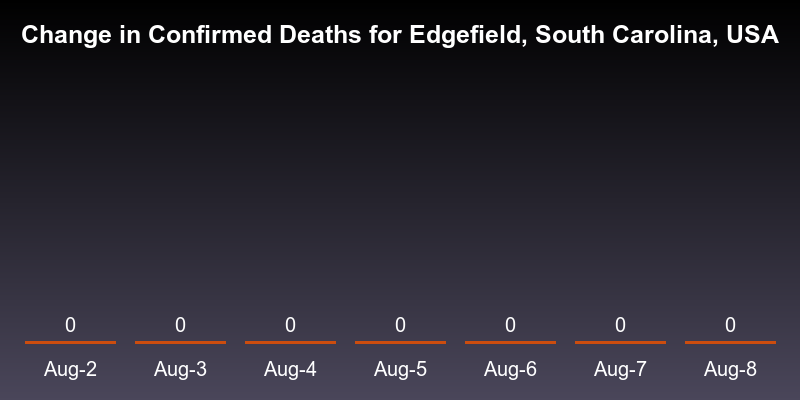 Change in Confirmed Deaths for Edgefield, South Carolina, USA
0 0 0 0 0 0 0
Aug-2 Aug-3 Aug-4 Aug-5 Aug-6 Aug-7 Aug-8